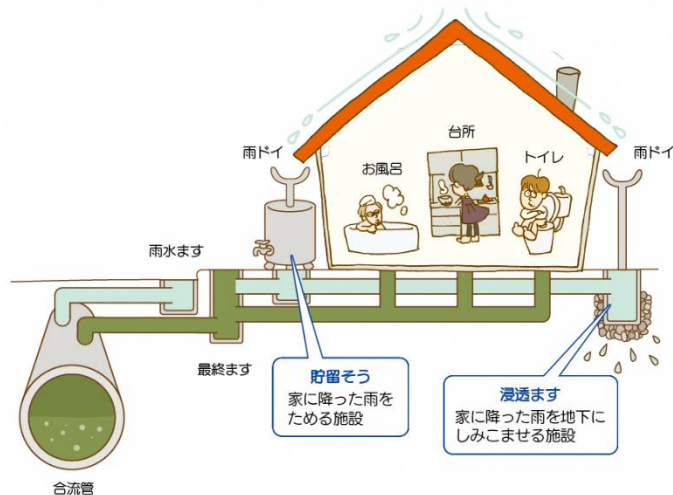 台所
雨ドイ
お風呂
トイレ
雨ドイ
雨水ます
最終ます
貯留そう
家に降った雨を
ためる施設
浸透ます
家に降った雨を地下に
しみこませる施設
合流管